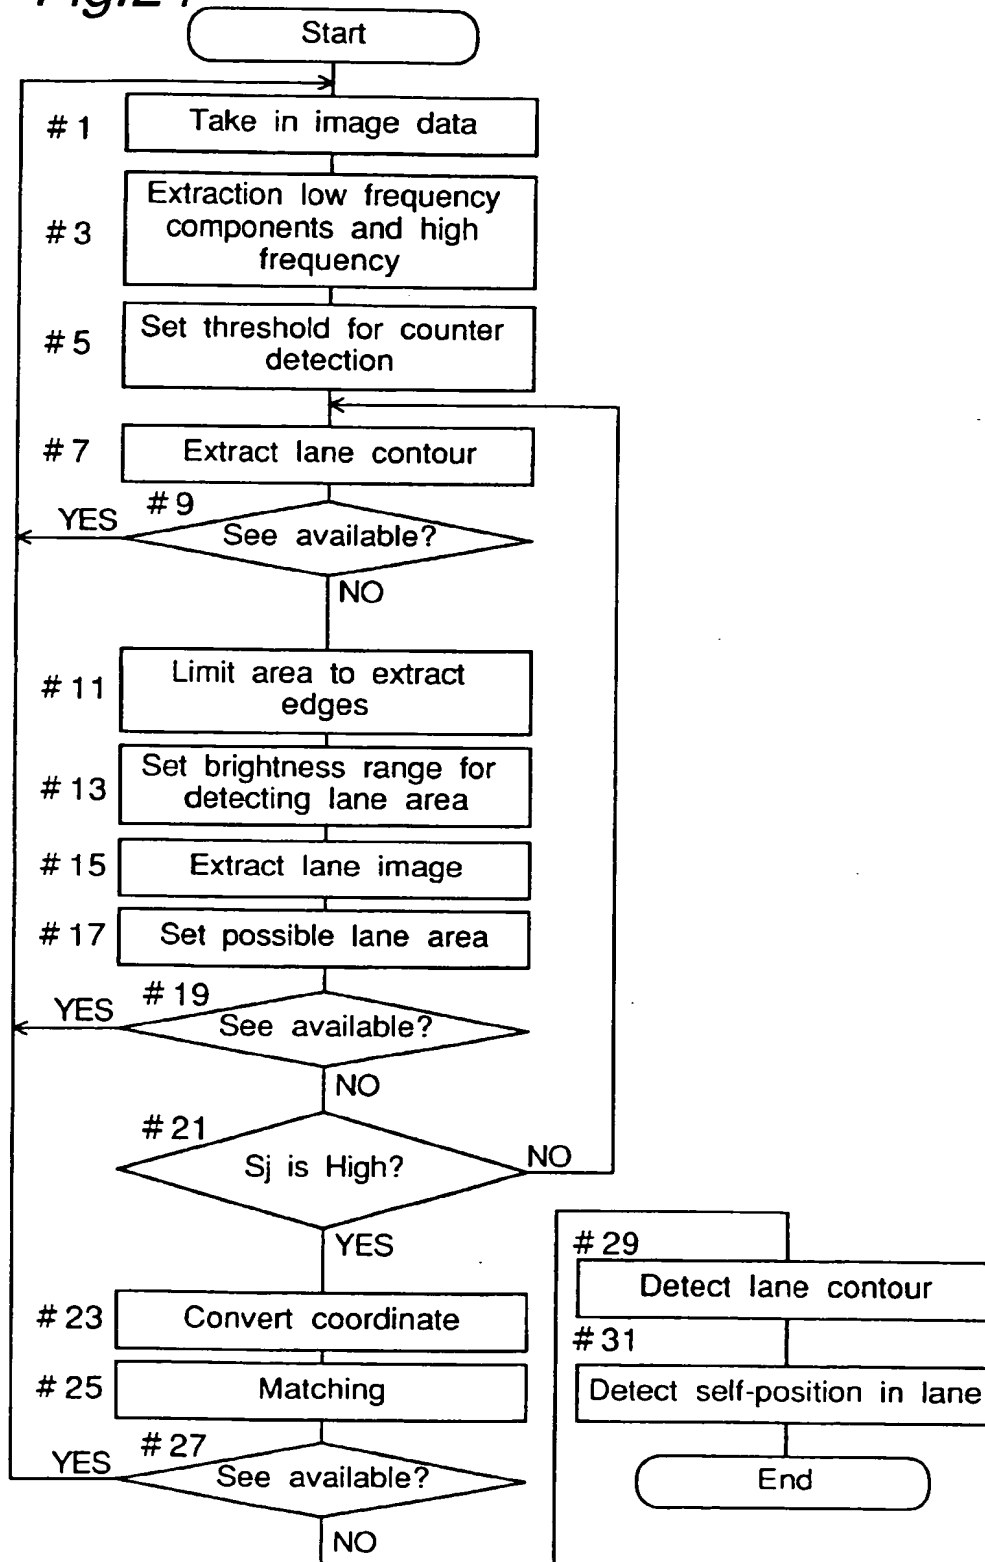 Start
#1
Take in image data
#3
Extraction low frequency
components and high
frequency
#5
Set threshold for counter
detection
#7
Extract lane contour
#9
YES
See available?
NO
#11
Limit area to extract
edges
#13
Set brightness range for
detecting lane area
#15
Extract lane image
#17
Set possible lane area
#19
YES
See available?
NO
#21
Sj is High?
NO
YES
#23
Convert coordinate
#25
Matching
#27
YES
See available?
NO
#29
Detect lane contour
#31
Detect self-position in lane
End